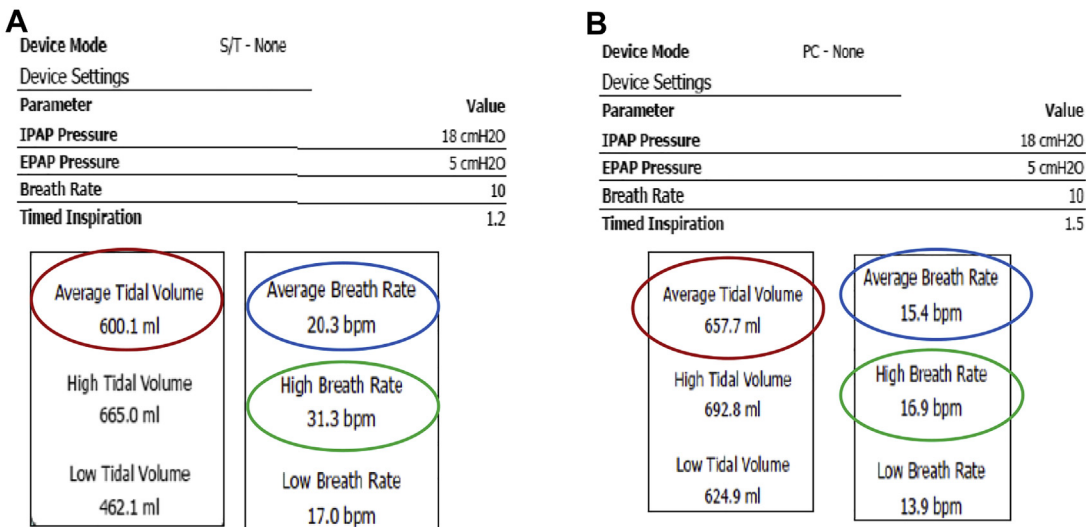 A
Device Mode S/T - None
Device Settings
Parameter Value
IPAP Pressure 18 cmH2O
EPAP Pressure 5 cmH2O
Breath Rate 10
Timed Inspiration 1.2
Average Tidal Volume
600.1 ml
High Tidal Volume
665.0 ml
Low Tidal Volume
462.1 ml
Average Breath Rate
20.3 bpm
High Breath Rate
31.3 bpm
Low Breath Rate
17.0 bpm
B
Device Mode PC - None
Device Settings
Parameter Value
IPAP Pressure 18 cmH2O
EPAP Pressure 5 cmH2O
Breath Rate 10
Timed Inspiration 1.5
Average Tidal Volume
657.7 ml
High Tidal Volume
692.8 ml
Low Tidal Volume
624.9 ml
Average Breath Rate
15.4 bpm
High Breath Rate
16.9 bpm
Low Breath Rate
13.9 bpm